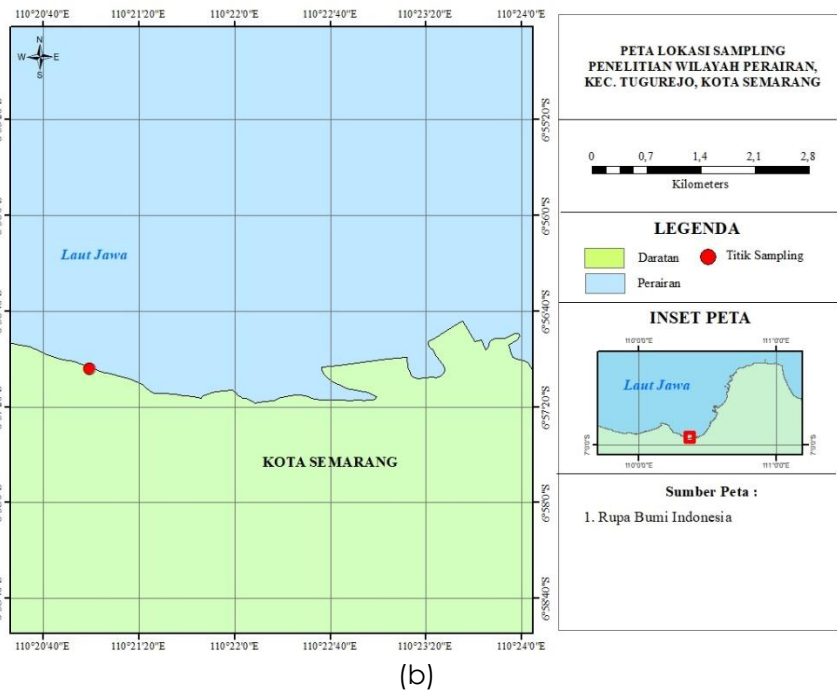 110°20'40"E 110°21'20"E 110°22'0"E 110°22'40"E 110°23'20"E 110°24'0"E
N
W E
S
6°55'20"S
6°56'0"S
Laut Jawa
6°56'40"S
6°57'20"S
KOTA SEMARANG
6°58'0"S
6°58'40"S
110°20'40"E 110°21'20"E 110°22'0"E 110°22'40"E 110°23'20"E 110°24'0"E
PETA LOKASI SAMPLING
PENELITIAN WILAYAH PERAIRAN,
KEC. TUGUREJO, KOTA SEMARANG
0 0,7 1,4 2,1 2,8
Kilometers
LEGENDA
Daratan Titik Sampling
Perairan
INSET PETA
110°0'0"E 111°0'0"E
Laut Jawa
7°0'0"S 7°0'0"S
110°0'0"E 111°0'0"E
Sumber Peta :
1. Rupa Bumi Indonesia
(b)